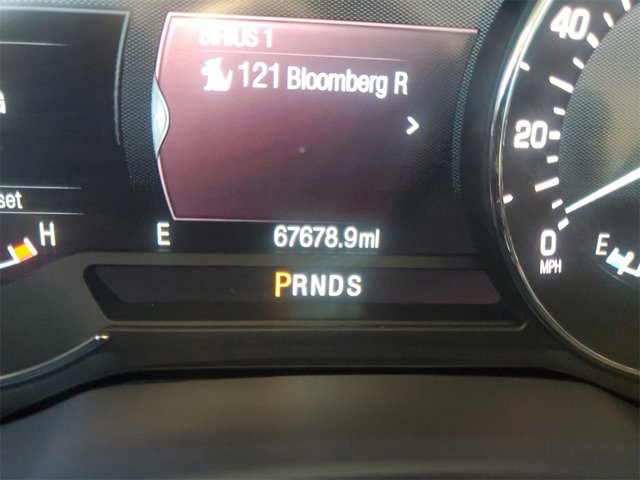 SIRIUS 1
121 Bloomberg R
set
H
E
67678.9mi
PRNDS
40
20
0
MPH
E